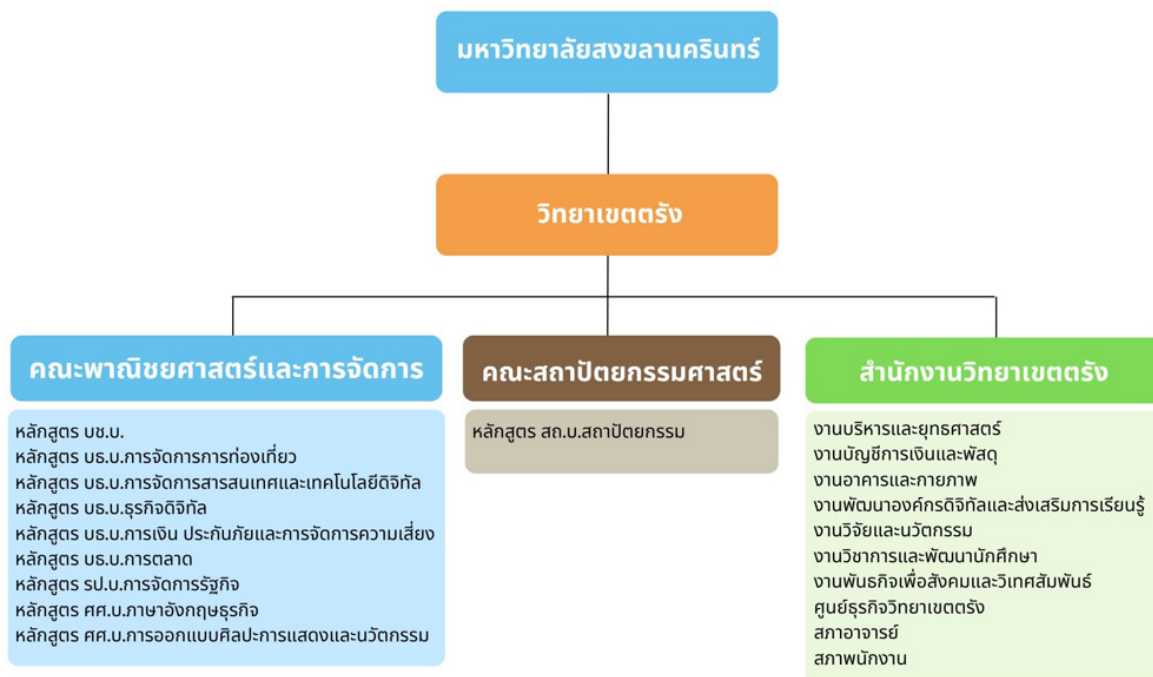 มหาวิทยาลัยสงขลานครินทร์
วิทยาเขตตรัง
คณะพาณิชยศาสตร์และการจัดการ
หลักสูตร บช.บ.
หลักสูตร บธ.บ.การจัดการการท่องเที่ยว
หลักสูตร บธ.บ.การจัดการสารสนเทศและเทคโนโลยีดิจิทัล
หลักสูตร บธ.บ.ธุรกิจดิจิทัล
หลักสูตร บธ.บ.การเงิน ประกันภัยและการจัดการความเสี่ยง
หลักสูตร บธ.บ.การตลาด
หลักสูตร รป.บ.การจัดการรัฐกิจ
หลักสูตร ศศ.บ.ภาษาอังกฤษธุรกิจ
หลักสูตร ศศ.บ.การออกแบบศิลปะการแสดงและนวัตกรรม
คณะสถาปัตยกรรมศาสตร์
หลักสูตร สถ.บ.สถาปัตยกรรม
สำนักงานวิทยาเขตตรัง
งานบริหารและยุทธศาสตร์
งานบัญชีการเงินและพัสดุ
งานอาคารและกายภาพ
งานพัฒนาองค์กรดิจิทัลและส่งเสริมการเรียนรู้
งานวิจัยและนวัตกรรม
งานวิชาการและพัฒนานักศึกษา
งานพันธกิจเพื่อสังคมและวิเทศสัมพันธ์
ศูนย์ธุรกิจวิทยาเขตตรัง
สภาอาจารย์
สภาพนักงาน